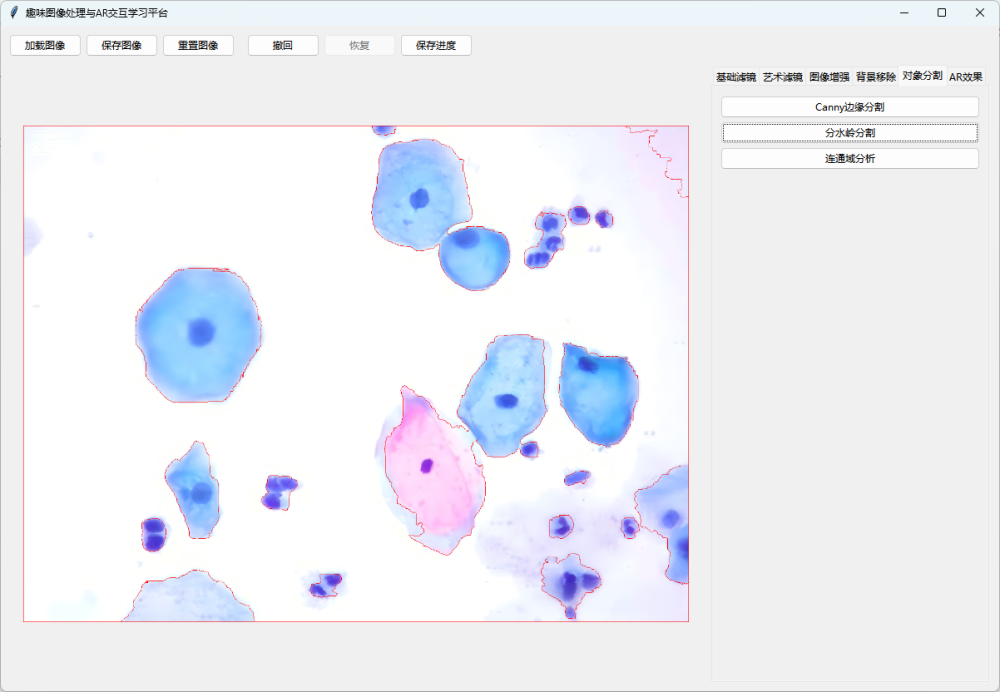 趣味图像处理与AR交互学习平台
加载图像 保存图像 重置图像 撤回 恢复 保存进度
基础滤镜 艺术滤镜 图像增强 背景移除 对象分割 AR效果
Canny边缘分割
分水岭分割
连通域分析